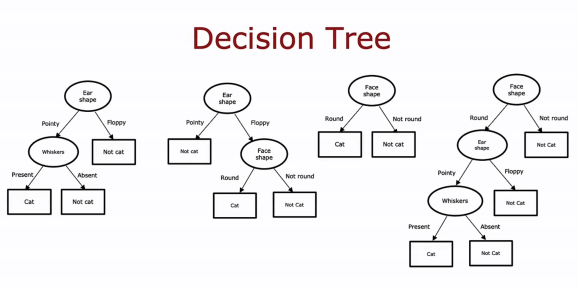 Decision Tree
Ear
shape
Pointy
Floppy
Whiskers
Not cat
Present
Absent
Cat
Not cat
Ear
shape
Pointy
Floppy
Not cat
Face
shape
Round
Not round
Cat
Not Cat
Face
shape
Round
Not round
Cat
Not cat
Face
shape
Round
Not round
Ear
shape
Not Cat
Pointy
Floppy
Whiskers
Not Cat
Present
Absent
Cat
Not Cat